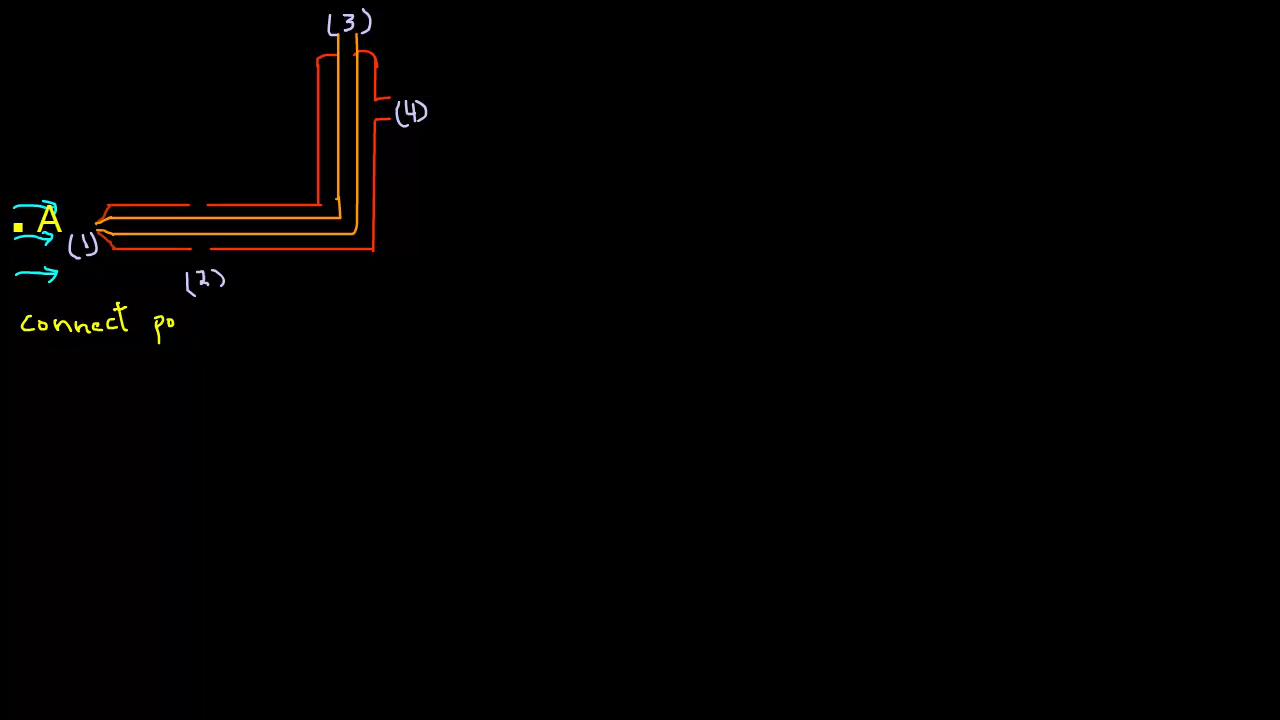 (3)
(4)
. A
(1)
(2)
connect po